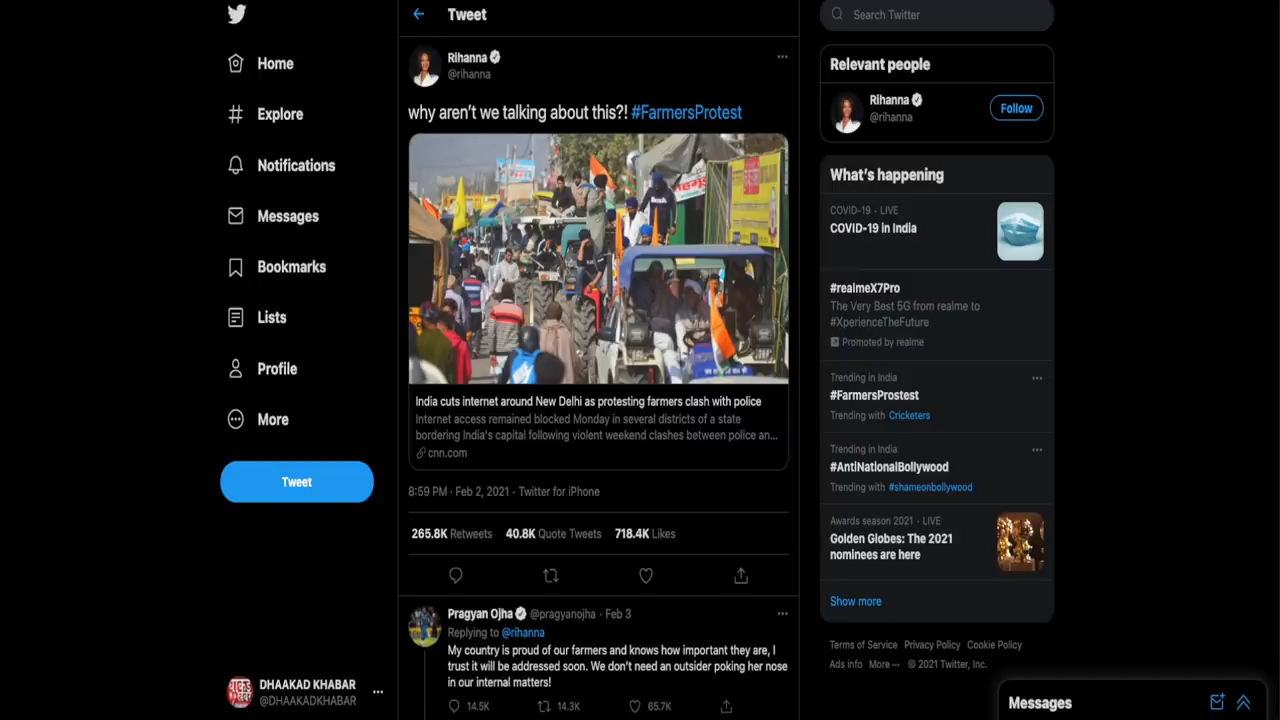 Home
Explore
Notifications
Messages
Bookmarks
Lists
Profile
More
Tweet
DHAAKAD KHABAR
@DHAAKADKHABAR
Tweet
Rihanna
@rihanna
why aren't we talking about this?! #FarmersProtest
India cuts internet around New Delhi as protesting farmers clash with police
Internet access remained blocked Monday in several districts of a state
bordering India's capital following violent weekend clashes between police an...
cnn.com
8:59 PM · Feb 2, 2021 · Twitter for iPhone
265.8K Retweets 40.8K Quote Tweets 718.4K Likes
Pragyan Ojha @pragyanojha · Feb 3
Replying to @rihanna
My country is proud of our farmers and knows how important they are, I
trust it will be addressed soon. We don't need an outsider poking her nose
in our internal matters!
14.5K 14.3K 65.7K
Search Twitter
Relevant people
Rihanna
@rihanna
Follow
What's happening
COVID-19 · LIVE
COVID-19 in India
#realmeX7Pro
The Very Best 5G from realme to
#XperienceTheFuture
Promoted by realme
Trending in India
#FarmersProstest
Trending with Cricketers
Trending in India
#AntiNationalBollywood
Trending with #shameonbollywood
Awards season 2021 · LIVE
Golden Globes: The 2021
nominees are here
Show more
Terms of Service Privacy Policy Cookie Policy
Ads info More ··· © 2021 Twitter, Inc.
Messages